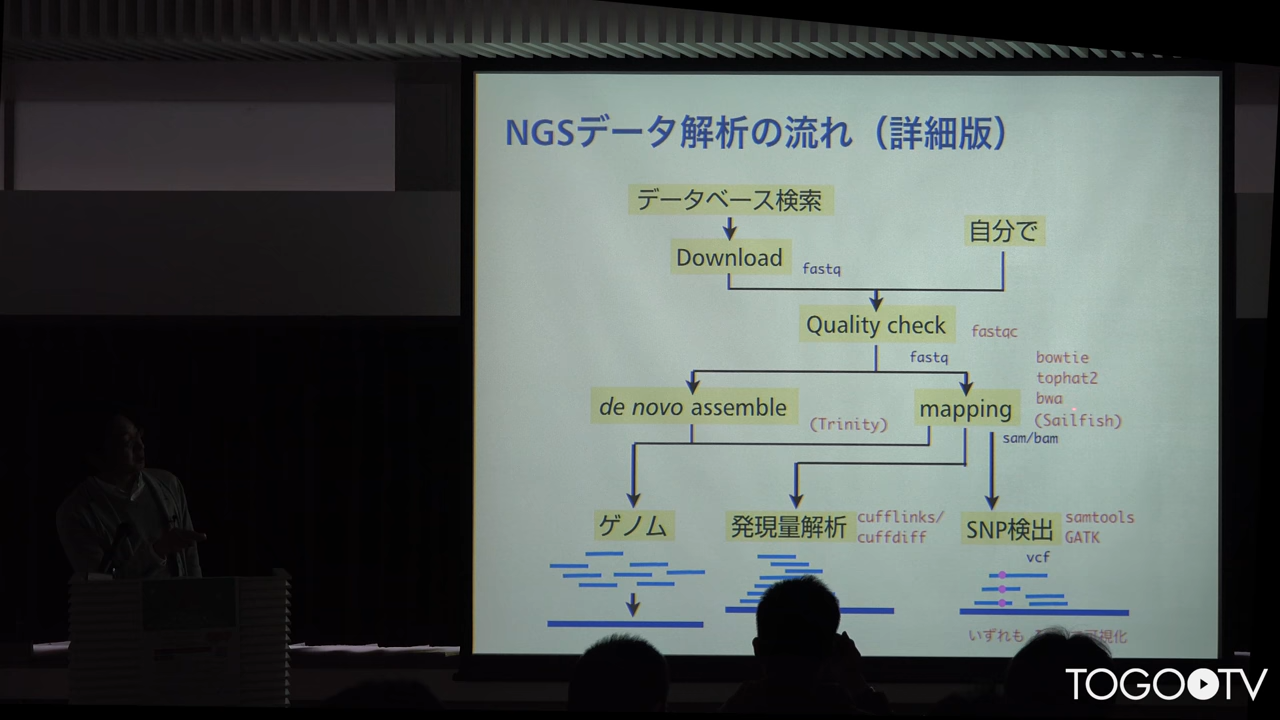 NGSデータ解析の流れ（詳細版）
データベース検索
自分で
Download
fastq
Quality check
fastqc
fastq
bowtie
tophat2
bwa
(Sailfish)
de novo assemble
(Trinity)
mapping
sam/bam
ゲノム
発現量解析
cufflinks/
cuffdiff
SNP検出
samtools
GATK
vcf
いずれも 可視化
TOGOTV